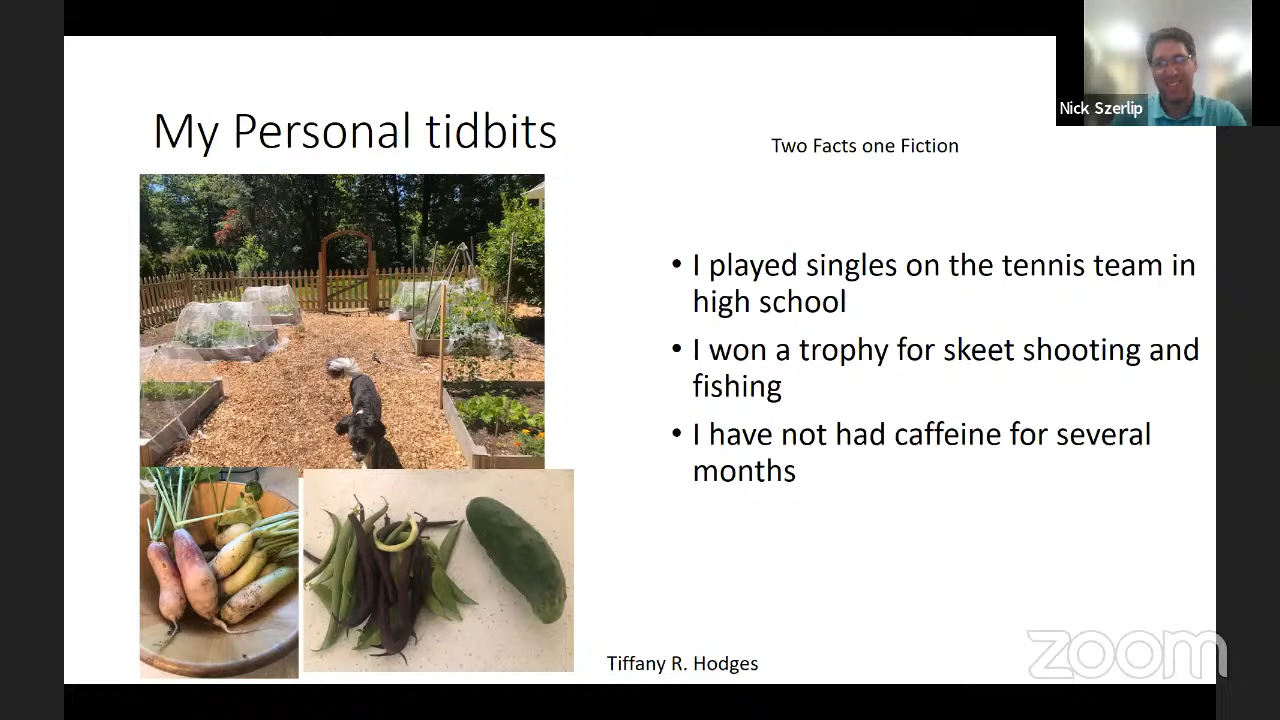 Nick Szerlip
My Personal tidbits
Two Facts one Fiction
• I played singles on the tennis team in
high school
• I won a trophy for skeet shooting and
fishing
• I have not had caffeine for several
months
Tiffany R. Hodges
zoom